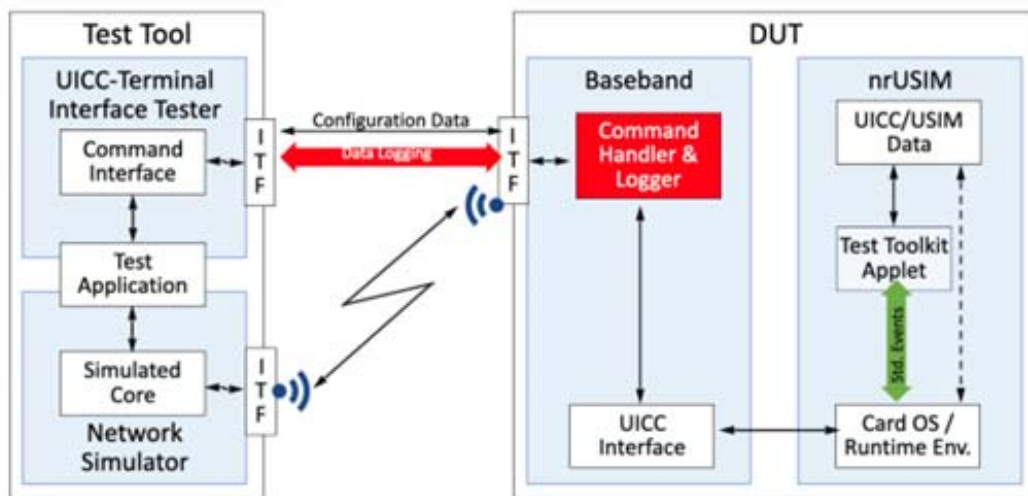 Test Tool
UICC-Terminal
Interface Tester
Command
Interface
Test
Application
Simulated
Core
Network
Simulator
I
T
F
I
T
F
Configuration Data
Data Logging
I
T
F
DUT
Baseband
Command
Handler &
Logger
UICC
Interface
nrUSIM
UICC/USIM
Data
Test Toolkit
Applet
Std. Events
Card OS /
Runtime Env.